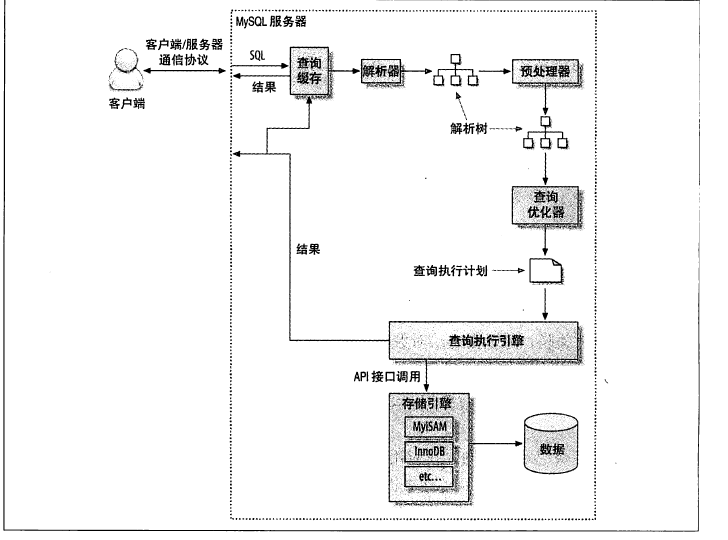 MySQL 服务器
客户端/服务器
通信协议
客户端
SQL
结果
查询
缓存
解析器
预处理器
解析树
查询
优化器
查询执行计划
结果
查询执行引擎
API 接口调用
存储引擎
MyISAM
InnoDB
etc...
数据